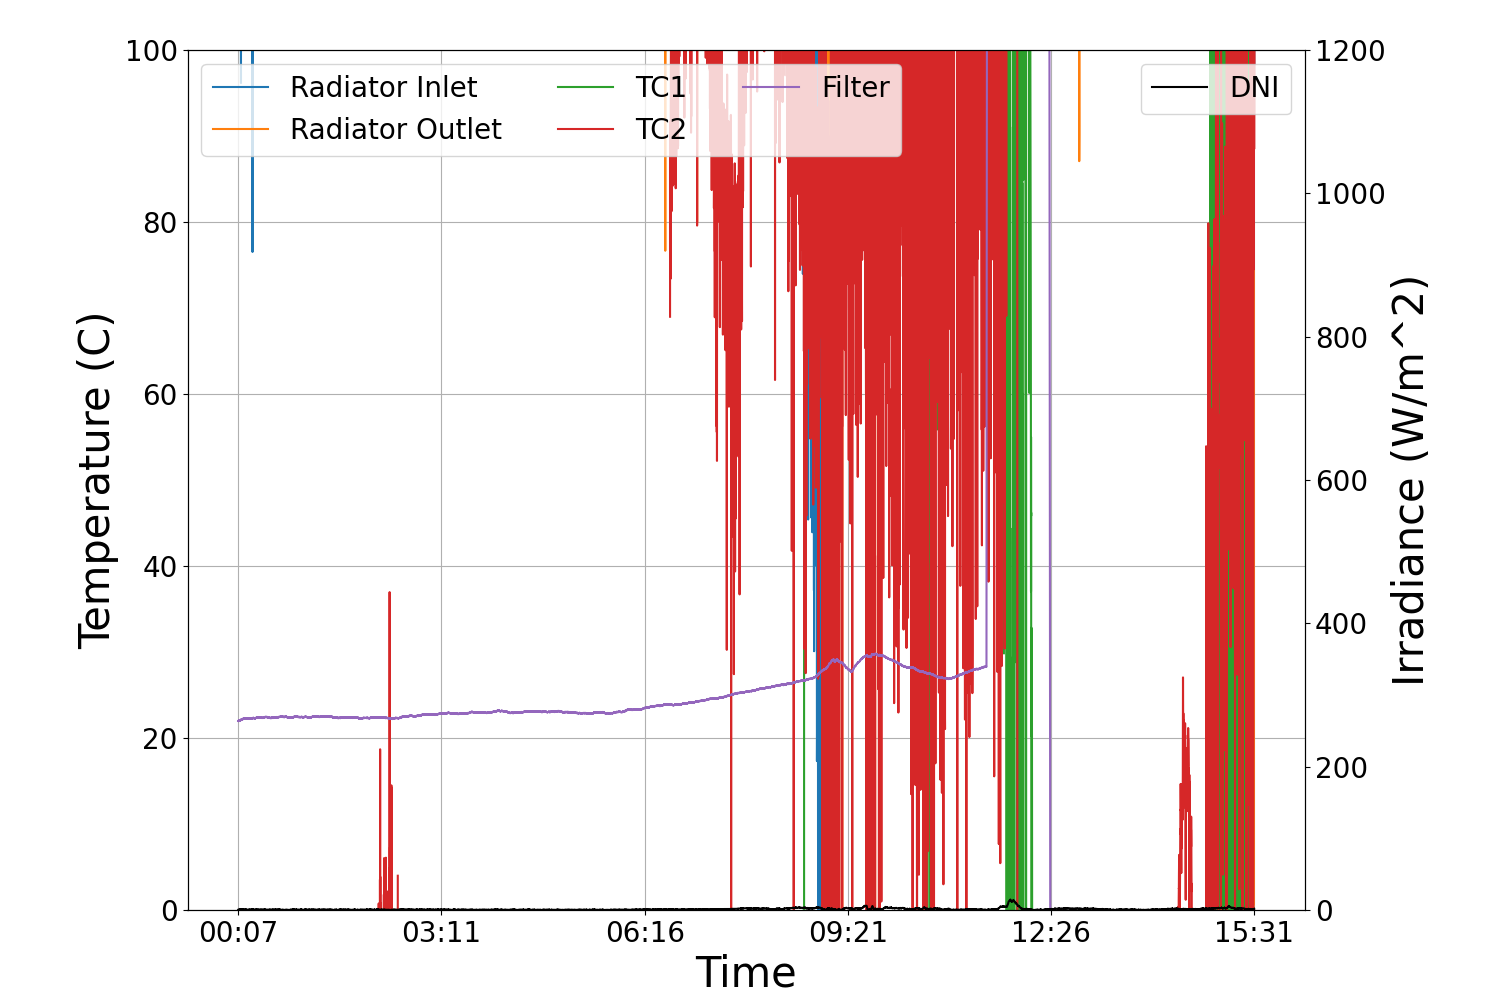 100
80
60
40
20
0
Temperature (C)
Radiator Inlet
Radiator Outlet
TC1
TC2
Filter
DNI
1200
1000
800
600
400
200
0
Irradiance (W/m^2)
00:07 03:11 06:16 09:21 12:26 15:31
Time